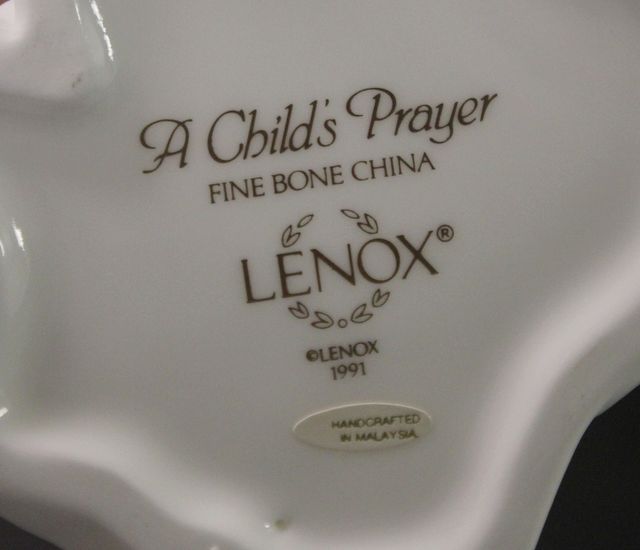 A Child's Prayer
FINE BONE CHINA
LENOX®
©LENOX
1991
HANDCRAFTED
IN MALAYSIA